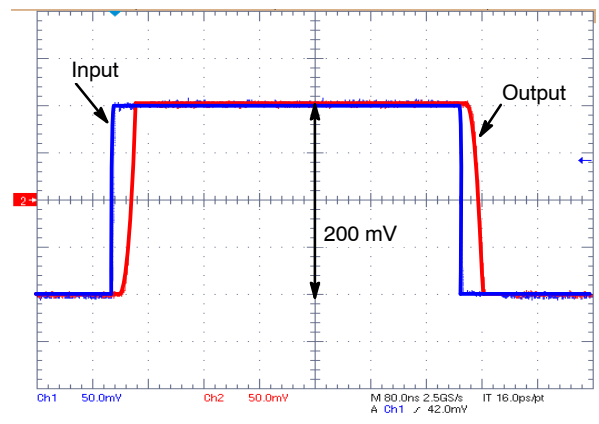 Input
Output
2
200 mV
Ch1 50.0mV Ch2 50.0mV M 80.0ns 2.5GS/s IT 16.0ps/pt
A Ch1 ⁄ 42.0mV